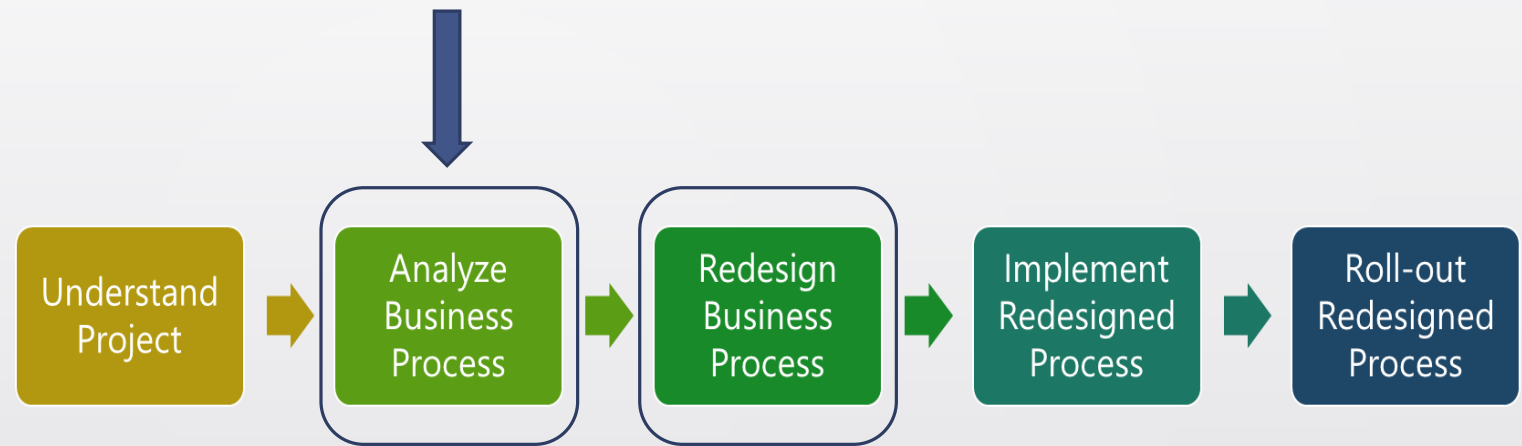 Understand
Project
Analyze
Business
Process
Redesign
Business
Process
Implement
Redesigned
Process
Roll-out
Redesigned
Process